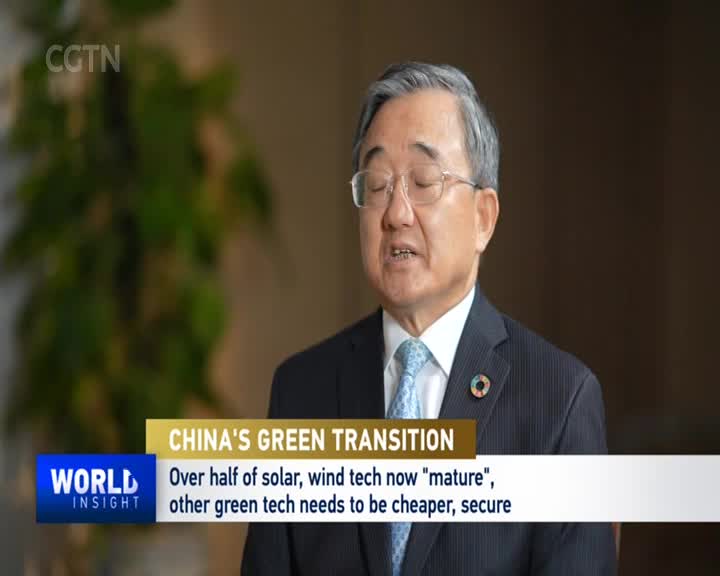 CGTN
CHINA'S GREEN TRANSITION
WORLD
INSIGHT
Over half of solar, wind tech now "mature",
other green tech needs to be cheaper, secure